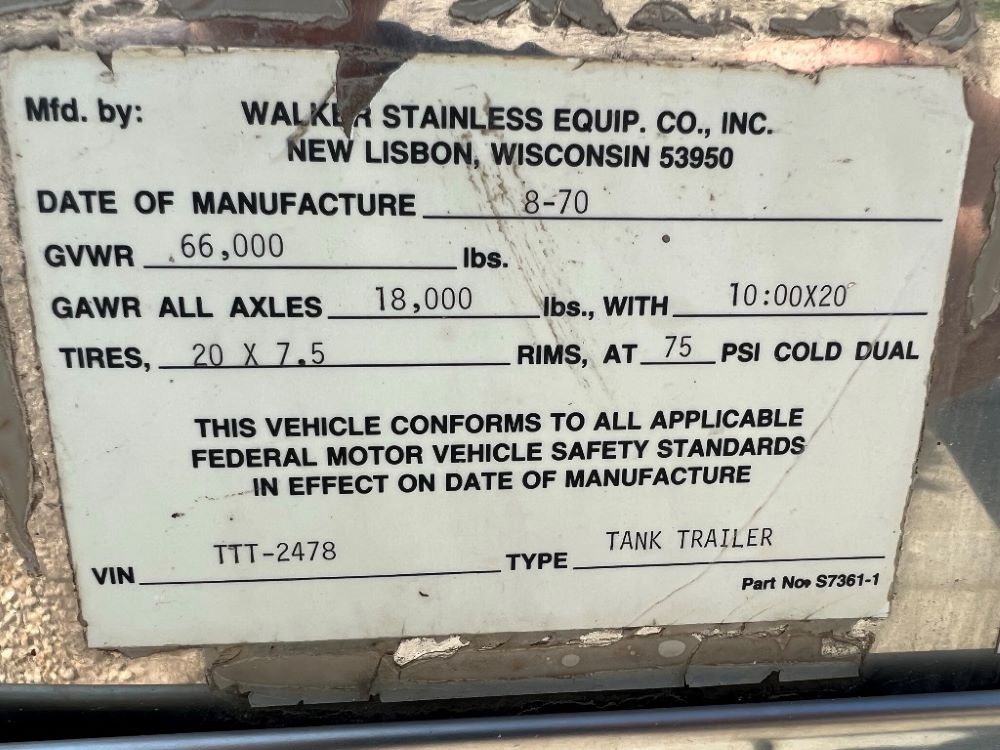 Mfd. by: WALKER STAINLESS EQUIP. CO., INC.
NEW LISBON, WISCONSIN 53950
DATE OF MANUFACTURE 8-70
GVWR 66,000 lbs.
GAWR ALL AXLES 18,000 lbs., WITH 10:00X20
TIRES, 20 X 7.5 RIMS, AT 75 PSI COLD DUAL
THIS VEHICLE CONFORMS TO ALL APPLICABLE
FEDERAL MOTOR VEHICLE SAFETY STANDARDS
IN EFFECT ON DATE OF MANUFACTURE
VIN TTT-2478 TYPE TANK TRAILER
Part No. S7361-1